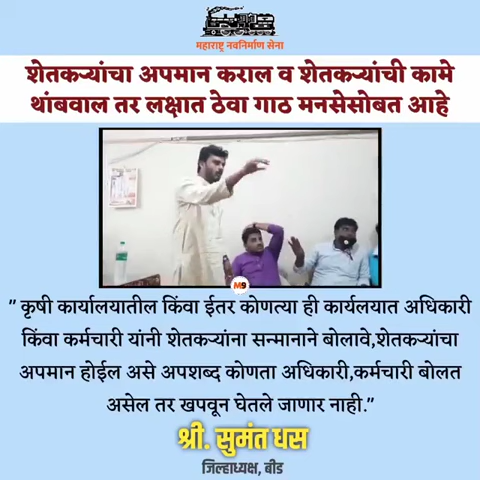 महाराष्ट्र नवनिर्माण सेना
शेतकऱ्यांचा अपमान कराल व शेतकऱ्यांची कामे
थांबवाल तर लक्षात ठेवा गाठ मनसेसोबत आहे
M9
" कृषी कार्यालयातील किंवा ईतर कोणत्या ही कार्यलयात अधिकारी
किंवा कर्मचारी यांनी शेतकऱ्यांना सन्मानाने बोलावे,शेतकऱ्यांचा
अपमान होईल असे अपशब्द कोणता अधिकारी,कर्मचारी बोलत
असेल तर खपवून घेतले जाणार नाही."
श्री. सुमंत धस
जिल्हाध्यक्ष, बीड